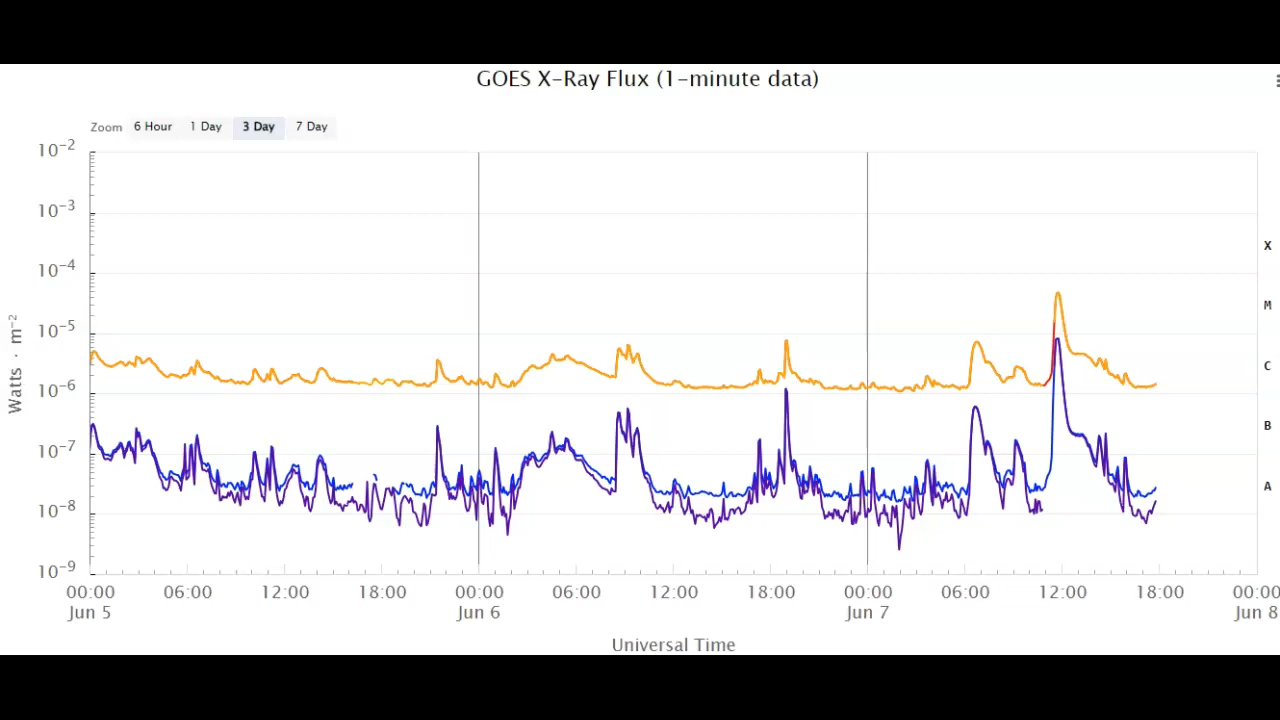 GOES X-Ray Flux (1-minute data)
Zoom 6 Hour 1 Day 3 Day 7 Day
10⁻²
10⁻³
10⁻⁴
10⁻⁵
10⁻⁶
10⁻⁷
10⁻⁸
10⁻⁹
Watts · m⁻²
X
M
C
B
A
00:00 06:00 12:00 18:00 00:00 06:00 12:00 18:00 00:00 06:00 12:00 18:00 00:00
Jun 5 Jun 6 Jun 7 Jun 8
Universal Time